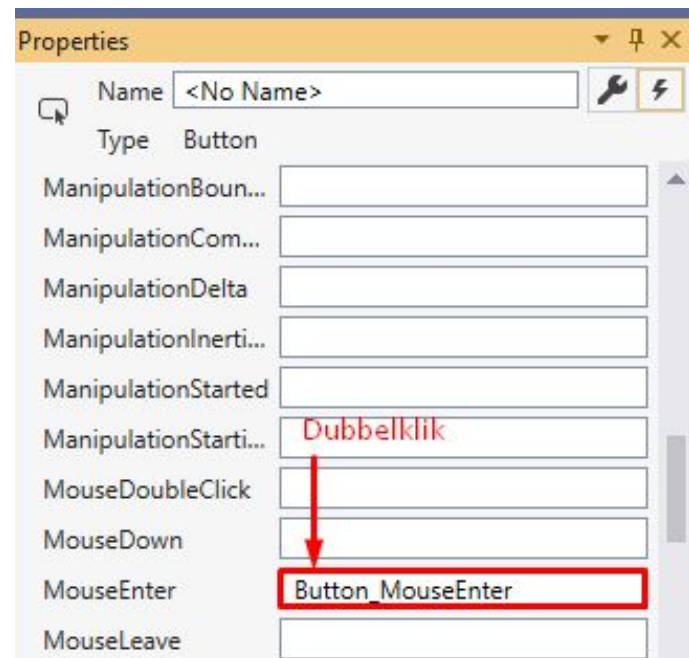 Properties
Name <No Name>
Type Button
ManipulationBoun...
ManipulationCom...
ManipulationDelta
ManipulationInerti...
ManipulationStarted
ManipulationStarti...
Dubbelklik
MouseDoubleClick
MouseDown
MouseEnter Button_MouseEnter
MouseLeave